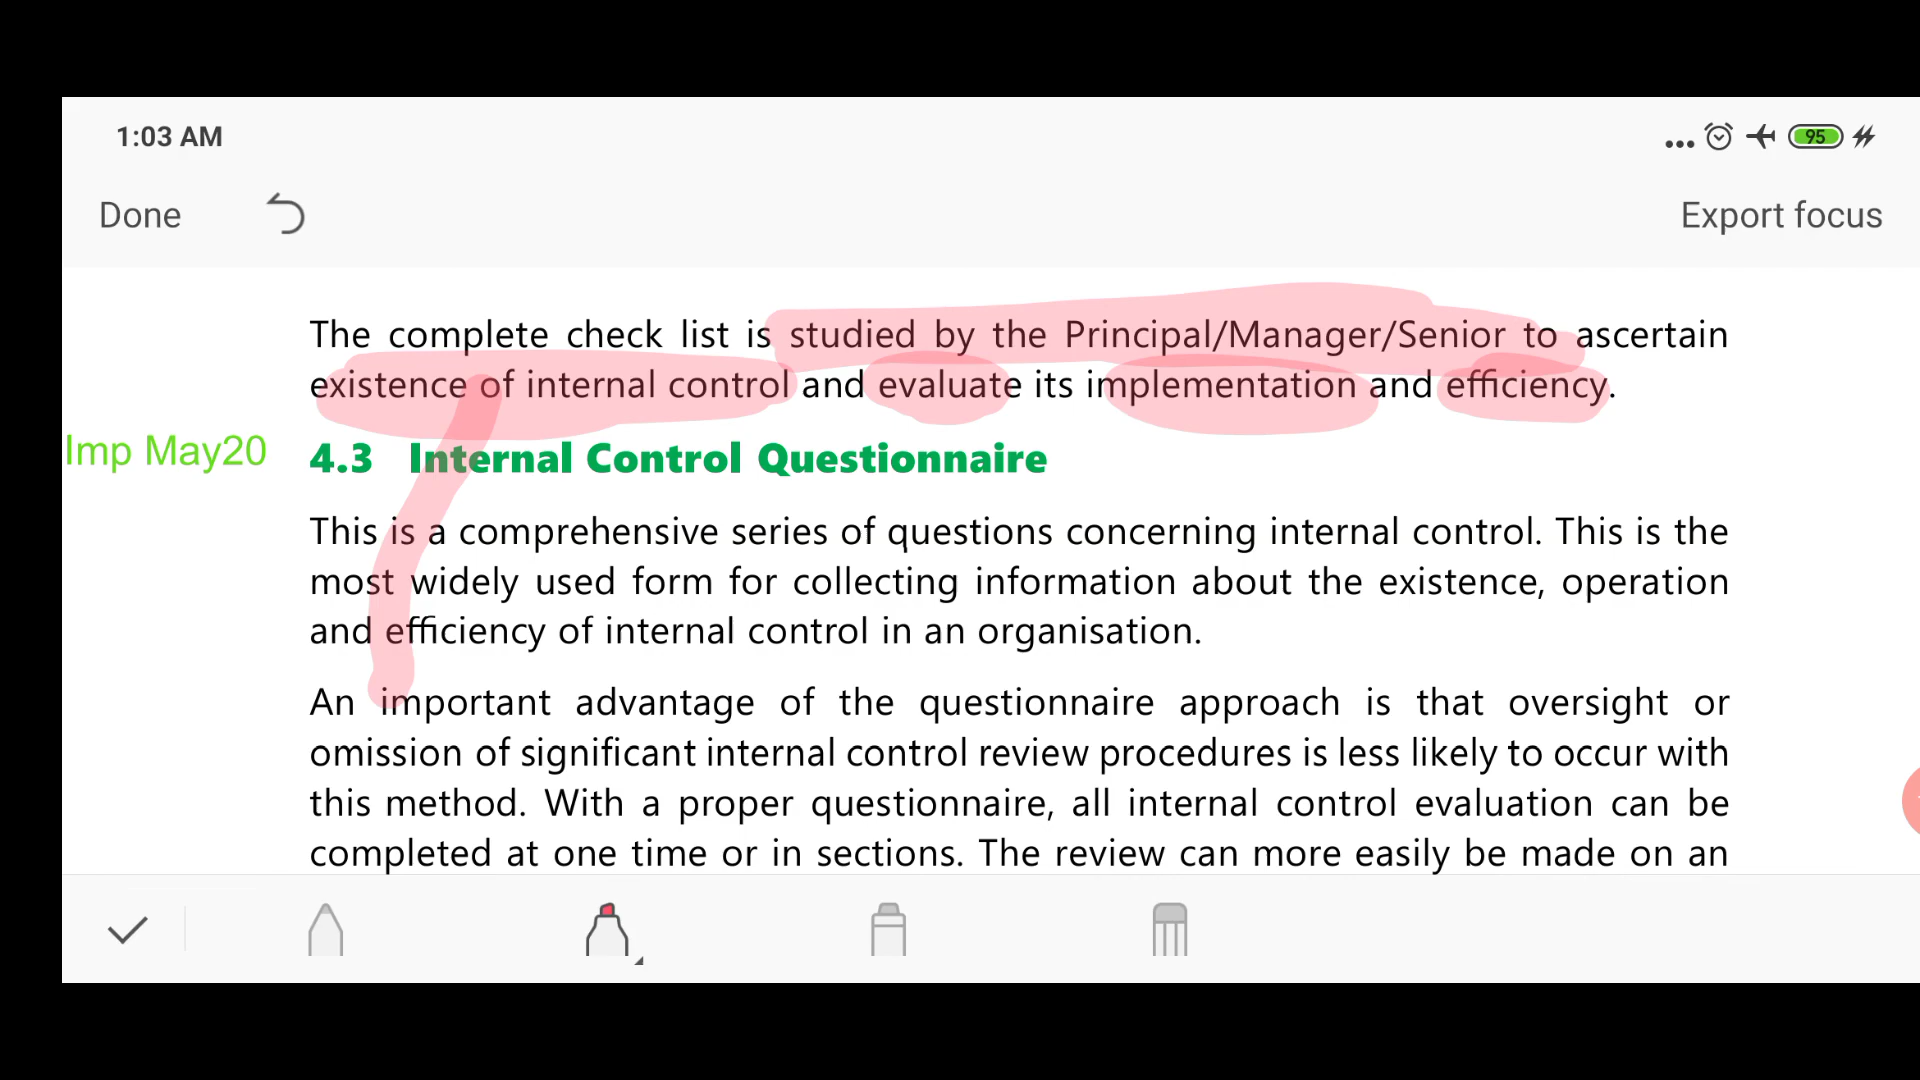 1:03 AM
95
Done
Export focus
The complete check list is studied by the Principal/Manager/Senior to ascertain
existence of internal control and evaluate its implementation and efficiency.
Imp May20
4.3 Internal Control Questionnaire
This is a comprehensive series of questions concerning internal control. This is the
most widely used form for collecting information about the existence, operation
and efficiency of internal control in an organisation.
An important advantage of the questionnaire approach is that oversight or
omission of significant internal control review procedures is less likely to occur with
this method. With a proper questionnaire, all internal control evaluation can be
completed at one time or in sections. The review can more easily be made on an